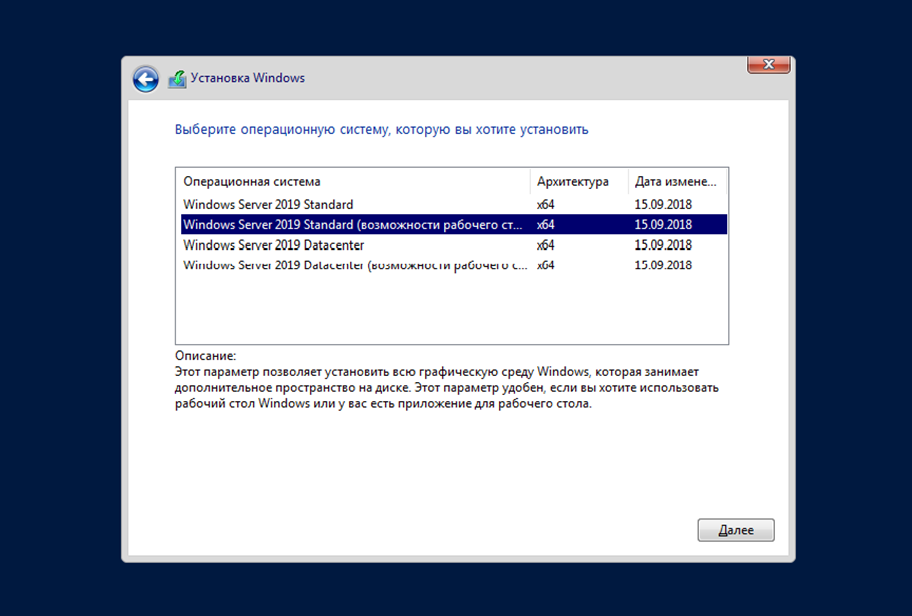 Установка Windows
Выберите операционную систему, которую вы хотите установить
Операционная система Архитектура Дата измене...
Windows Server 2019 Standard x64 15.09.2018
Windows Server 2019 Standard (возможности рабочего ст... x64 15.09.2018
Windows Server 2019 Datacenter x64 15.09.2018
Windows Server 2019 Datacenter (возможности рабочего с... x64 15.09.2018
Описание:
Этот параметр позволяет установить всю графическую среду Windows, которая занимает
дополнительное пространство на диске. Этот параметр удобен, если вы хотите использовать
рабочий стол Windows или у вас есть приложение для рабочего стола.
Далее